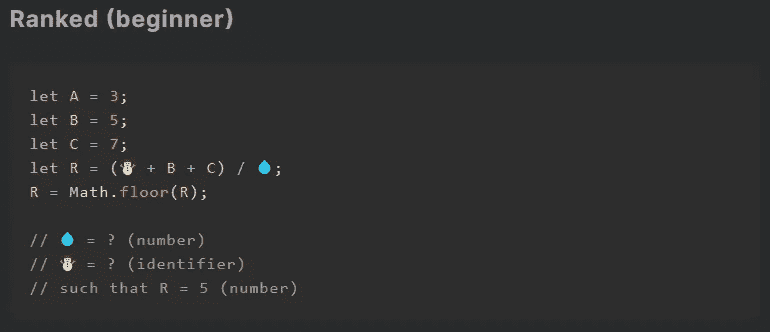 Ranked (beginner)
let A = 3;
let B = 5;
let C = 7;
let R = (☃️ + B + C) / 💧;
R = Math.floor(R);
// 💧 = ? (number)
// ☃️ = ? (identifier)
// such that R = 5 (number)